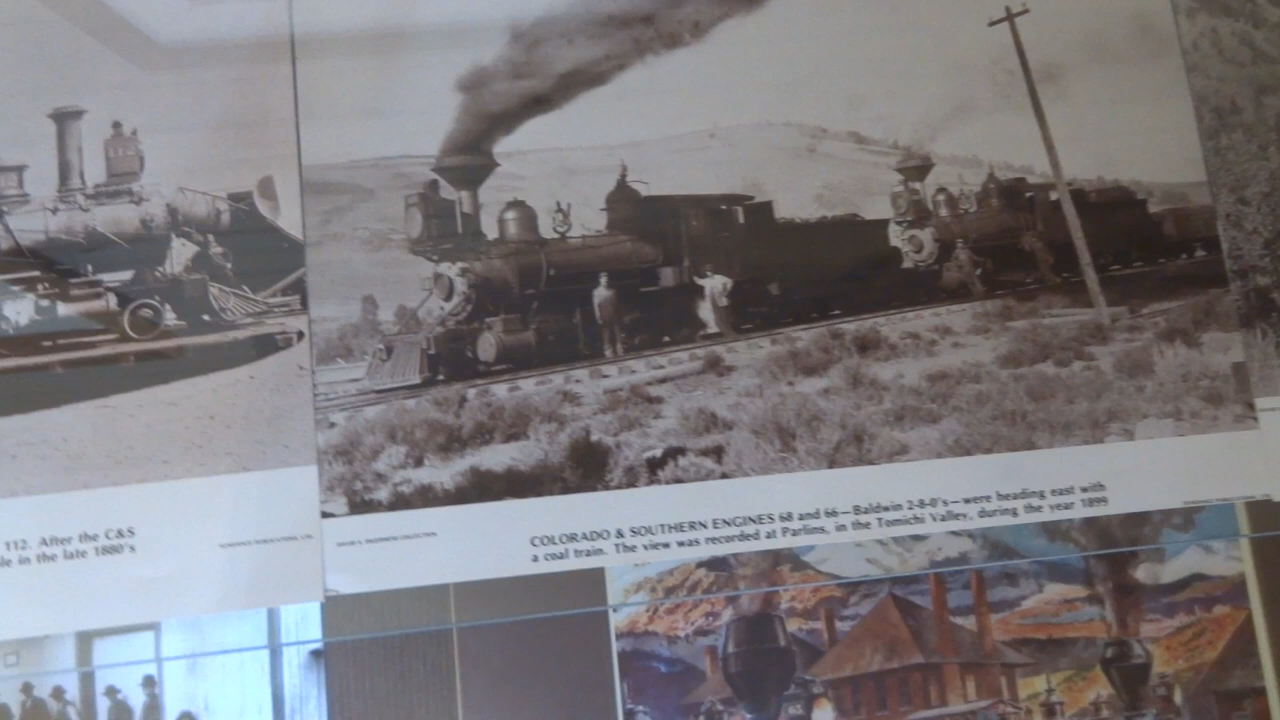 112. After the C&S
le in the late 1880's
COLORADO & SOUTHERN ENGINES 68 and 66—Baldwin 2-8-0's—were heading east with
a coal train. The view was recorded at Parlins, in the Tomichi Valley, during the year 1899